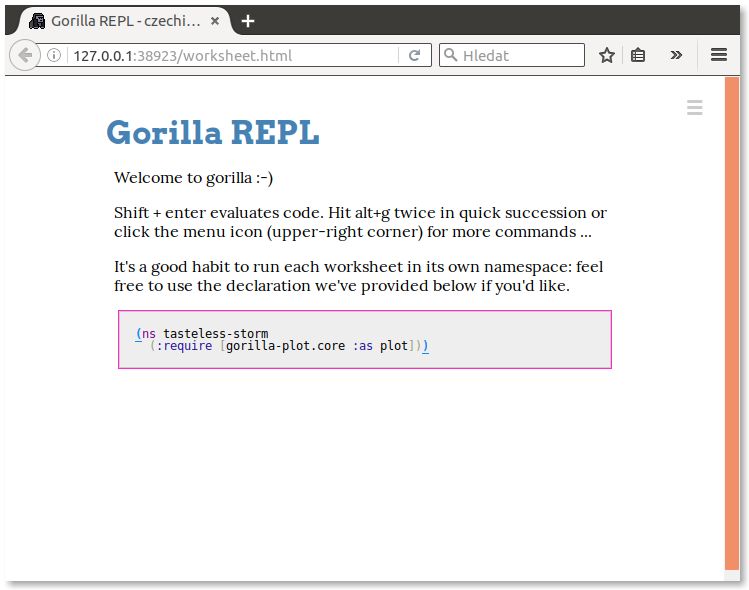 Gorilla REPL - czechi...
127.0.0.1:38923/worksheet.html
Hledat
Gorilla REPL
Welcome to gorilla :-)
Shift + enter evaluates code. Hit alt+g twice in quick succession or
click the menu icon (upper-right corner) for more commands ...
It's a good habit to run each worksheet in its own namespace: feel
free to use the declaration we've provided below if you'd like.
(ns tasteless-storm
(:require [gorilla-plot.core :as plot]))